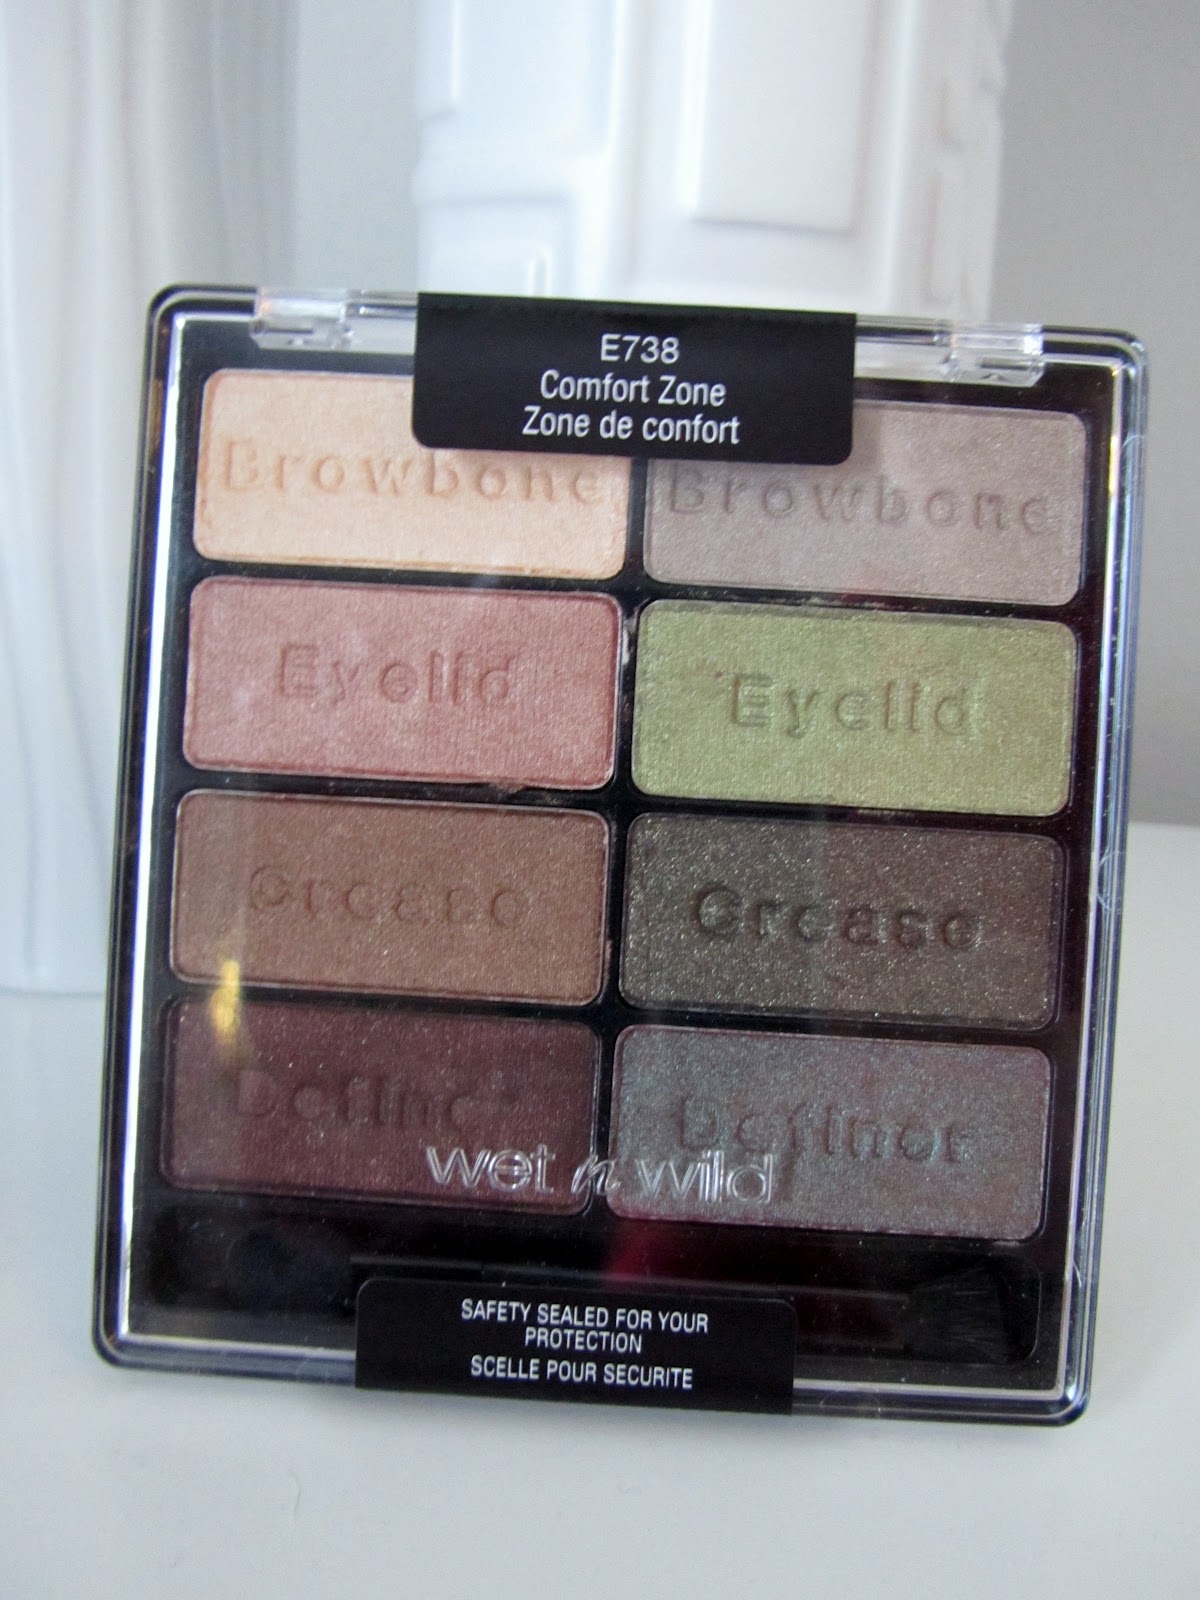 E738
Comfort Zone
Zone de confort
Browbone
Browbone
Eyelid
Eyelid
Crease
Crease
Definer
Definer
wet n wild
SAFETY SEALED FOR YOUR
PROTECTION
SCELLE POUR SECURITE